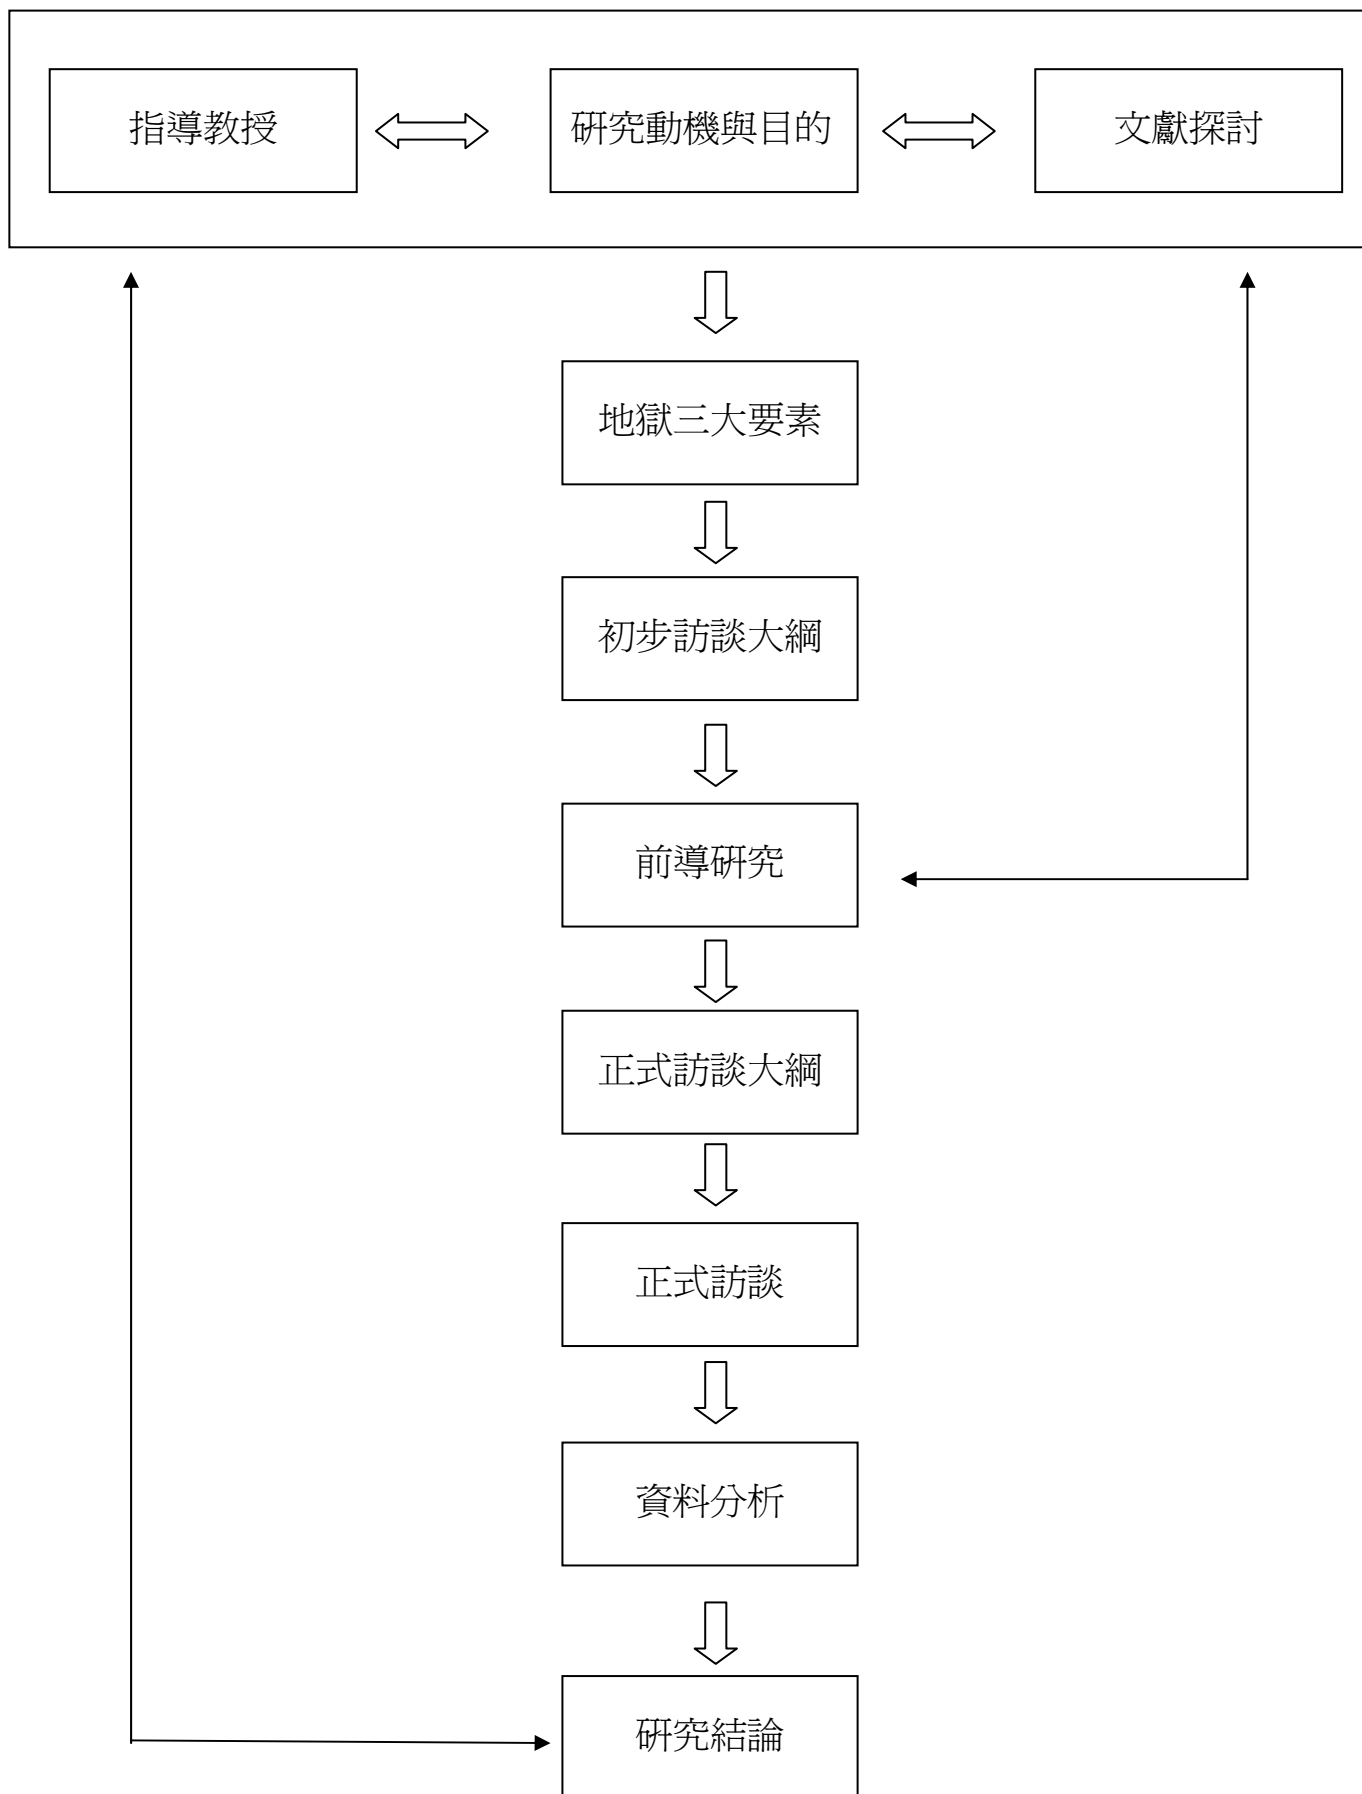 指導教授
研究動機與目的
文獻探討
地獄三大要素
初步訪談大綱
前導研究
正式訪談大綱
正式訪談
資料分析
研究結論